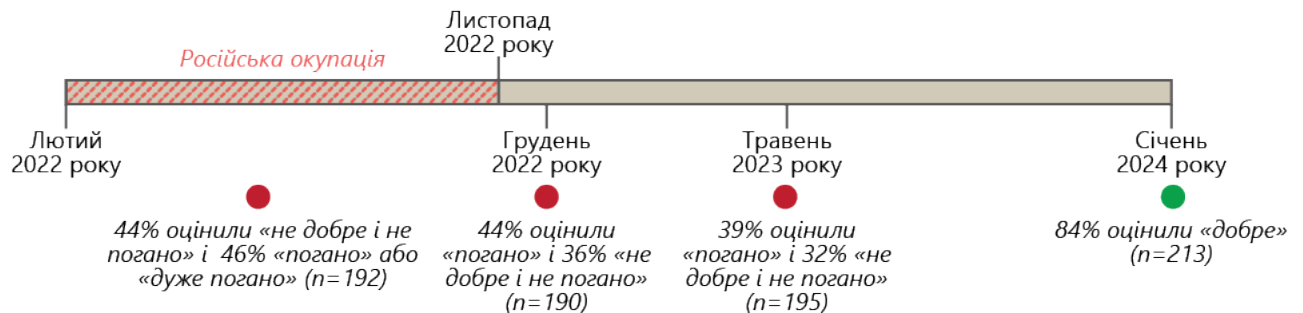 Листопад
2022 року
Російська окупація
Лютий
2022 року
Грудень
2022 року
Травень
2023 року
Січень
2024 року
44% оцінили «не добре і не
погано» і 46% «погано» або
«дуже погано» (n=192)
44% оцінили
«погано» і 36% «не
добре і не погано»
(n=190)
39% оцінили
«погано» і 32% «не
добре і не погано»
(n=195)
84% оцінили «добре»
(n=213)